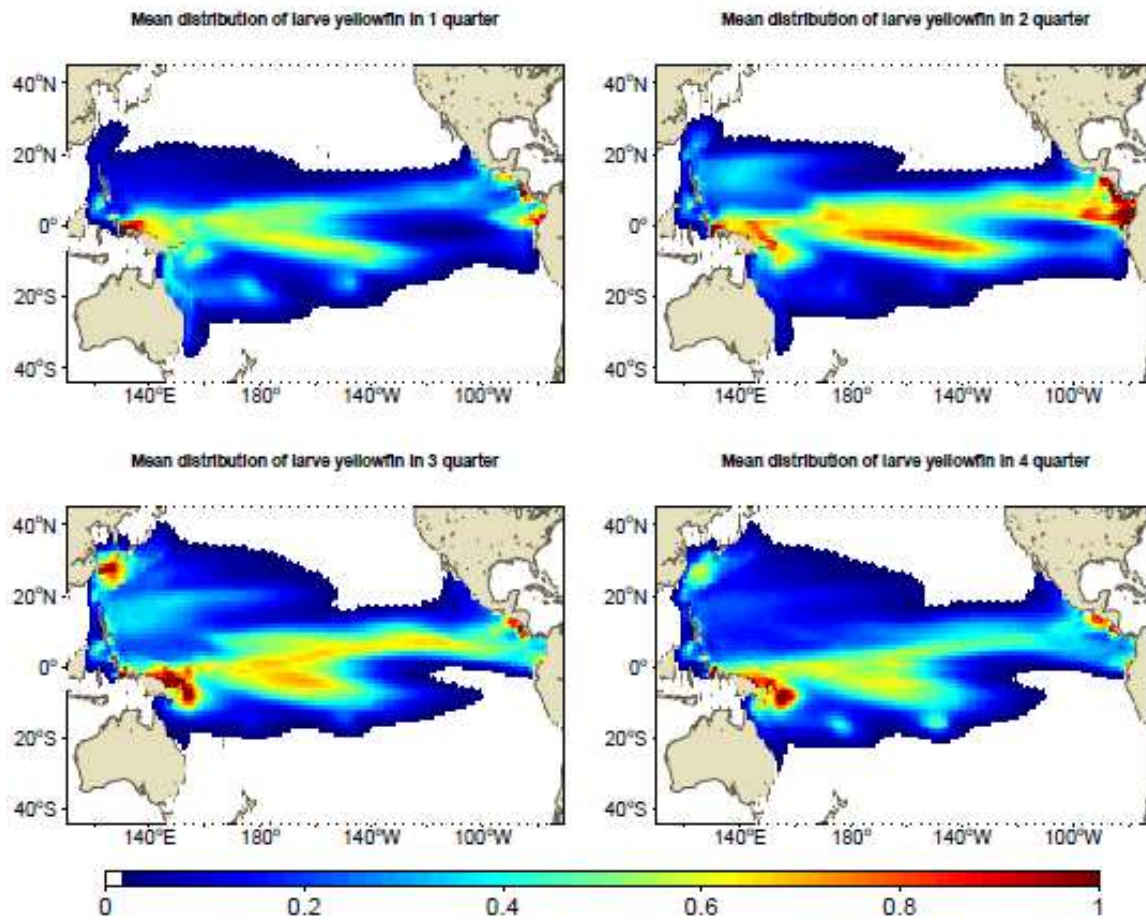 Mean distribution of larve yellowfin in 1 quarter
Mean distribution of larve yellowfin in 2 quarter
40°N
20°N
0°
20°S
40°S
140°E 180° 140°W 100°W
40°N
20°N
0°
20°S
40°S
140°E 180° 140°W 100°W
Mean distribution of larve yellowfin in 3 quarter
Mean distribution of larve yellowfin in 4 quarter
40°N
20°N
0°
20°S
40°S
140°E 180° 140°W 100°W
40°N
20°N
0°
20°S
40°S
140°E 180° 140°W 100°W
0 0.2 0.4 0.6 0.8 1